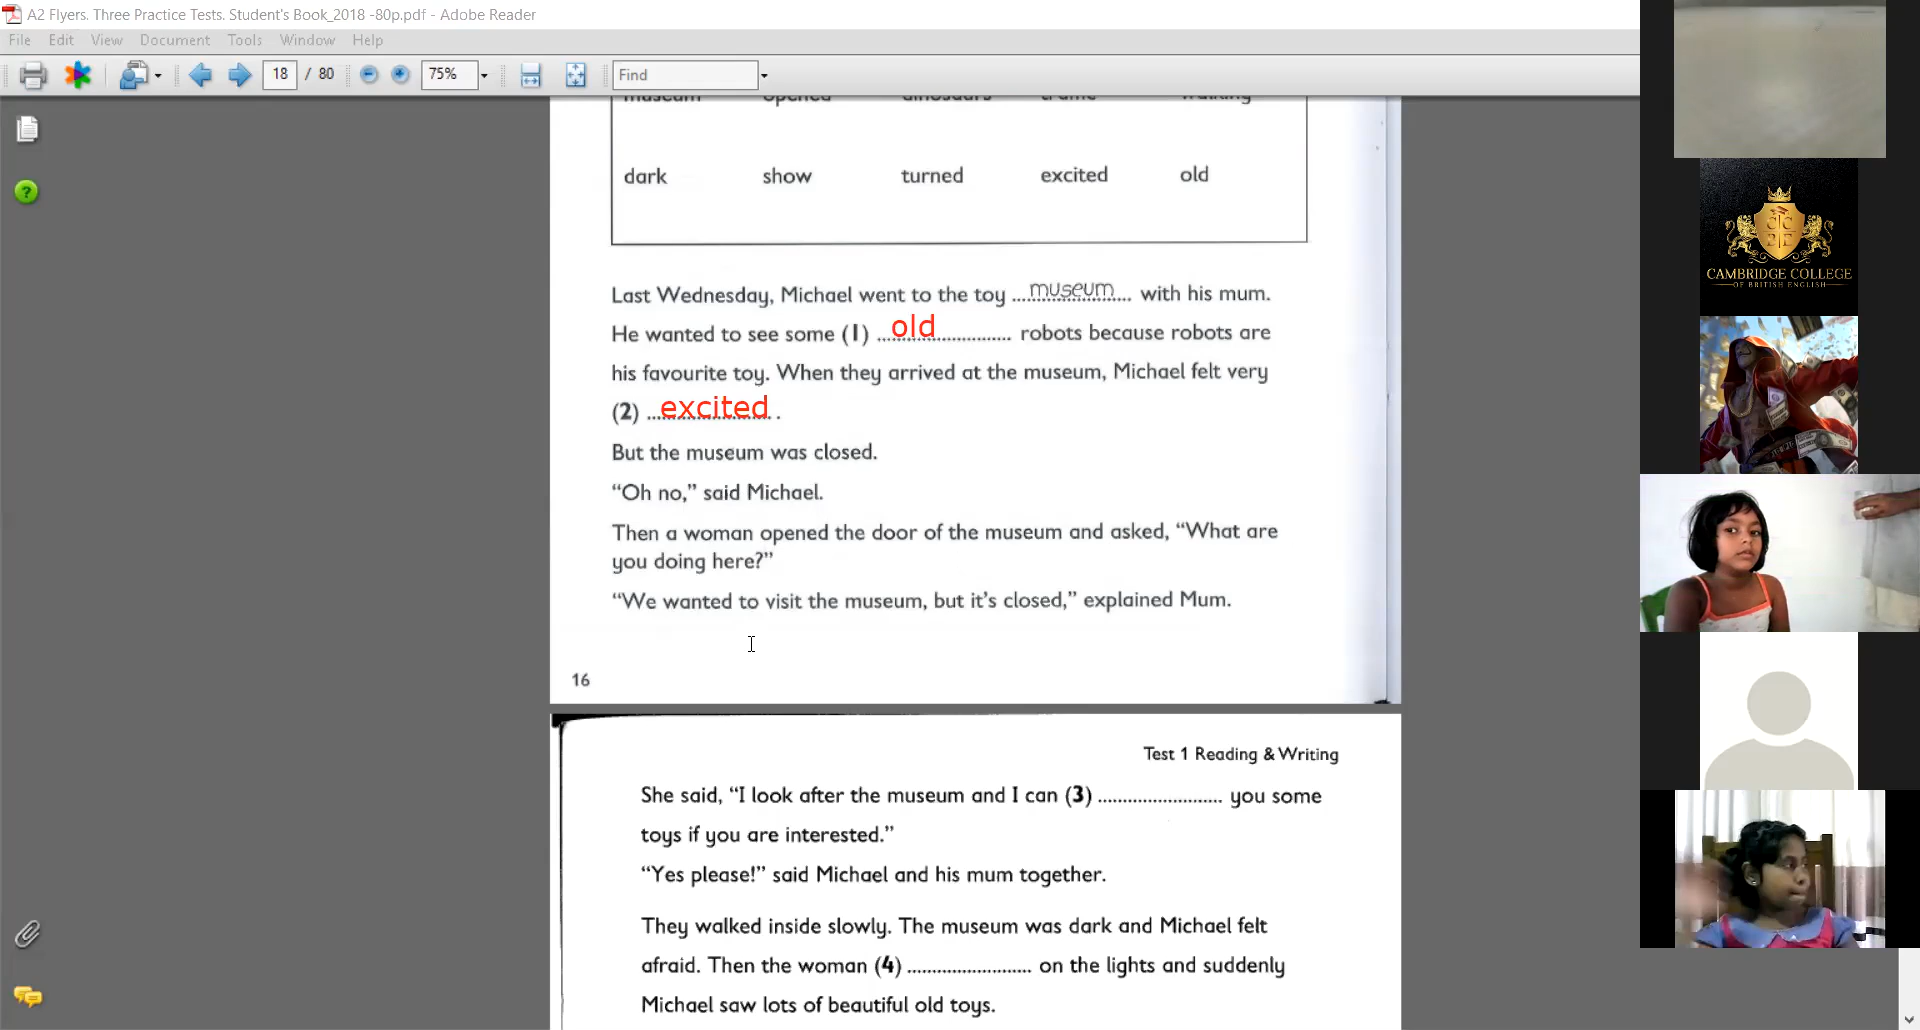 A2 Flyers. Three Practice Tests. Student's Book_2018 -80p.pdf - Adobe Reader
File Edit View Document Tools Window Help
18 / 80 75% Find
museum opened dinosaurs traffic walking
dark show turned excited old
Last Wednesday, Michael went to the toy museum with his mum.
He wanted to see some (1) old robots because robots are
his favourite toy. When they arrived at the museum, Michael felt very
(2) excited .
But the museum was closed.
“Oh no,” said Michael.
Then a woman opened the door of the museum and asked, “What are
you doing here?”
“We wanted to visit the museum, but it's closed,” explained Mum.
16
Test 1 Reading & Writing
She said, “I look after the museum and I can (3) ......................... you some
toys if you are interested.”
“Yes please!” said Michael and his mum together.
They walked inside slowly. The museum was dark and Michael felt
afraid. Then the woman (4) ......................... on the lights and suddenly
Michael saw lots of beautiful old toys.
CAMBRIDGE COLLEGE
OF BRITISH ENGLISH